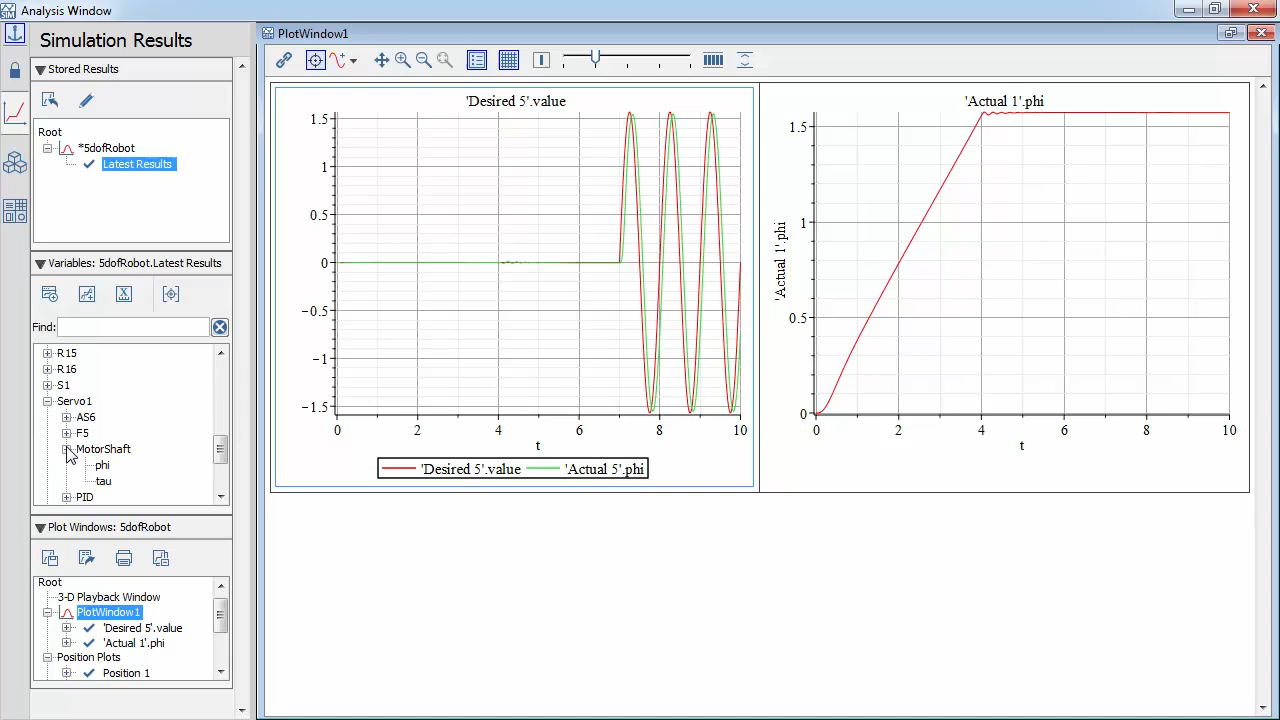 Analysis Window
SIM
Simulation Results
Stored Results
Root
*5dofRobot
Latest Results
Variables: 5dofRobot.Latest Results
Find:
R15
R16
S1
Servo1
AS6
F5
MotorShaft
phi
tau
PID
Plot Windows: 5dofRobot
Root
3-D Playback Window
PlotWindow1
'Desired 5'.value
'Actual 1'.phi
Position Plots
Position 1
PlotWindow1
'Desired 5'.value
1.5
1
0.5
0
−0.5
−1
−1.5
0 2 4 6 8 10
t
'Desired 5'.value 'Actual 5'.phi
'Actual 1'.phi
'Actual 1'.phi
1.5
1
0.5
0
0 2 4 6 8 10
t